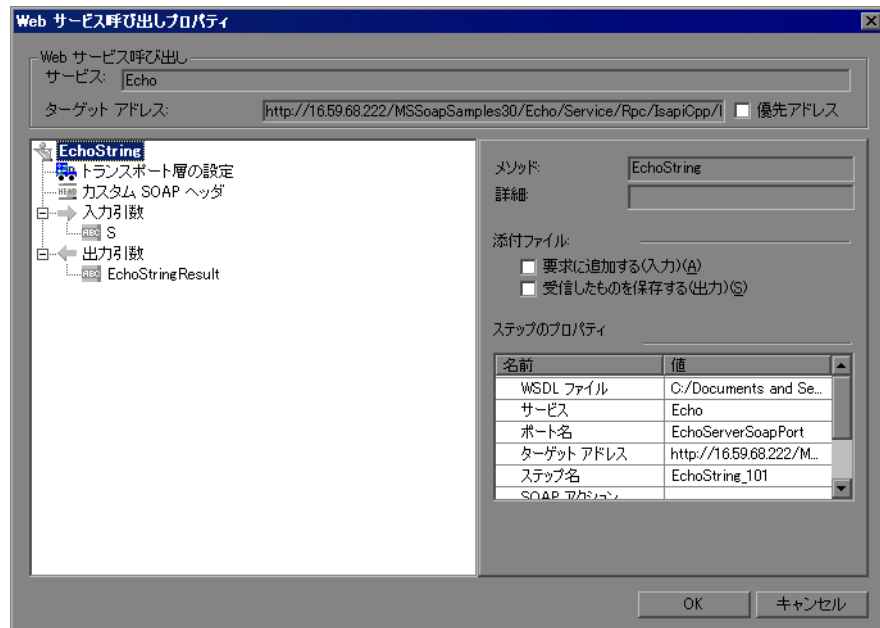 Web サービス呼び出しプロパティ
Web サービス呼び出し
サービス: Echo
ターゲット アドレス: http://16.59.68.222/MSSoapSamples30/Echo/Service/Rpc/IsapiCpp/ 優先アドレス
EchoString
トランスポート層の設定
HEAD カスタム SOAP ヘッダ
入力引数
ABC S
出力引数
ABC EchoStringResult
メソッド: EchoString
詳細:
添付ファイル:
要求に追加する(入力)(A)
受信したものを保存する(出力)(S)
ステップのプロパティ
名前 値
WSDL ファイル C:/Documents and Se...
サービス Echo
ポート名 EchoServerSoapPort
ターゲット アドレス http://16.59.68.222/M...
ステップ名 EchoString_101
SOAP アクション
OK キャンセル